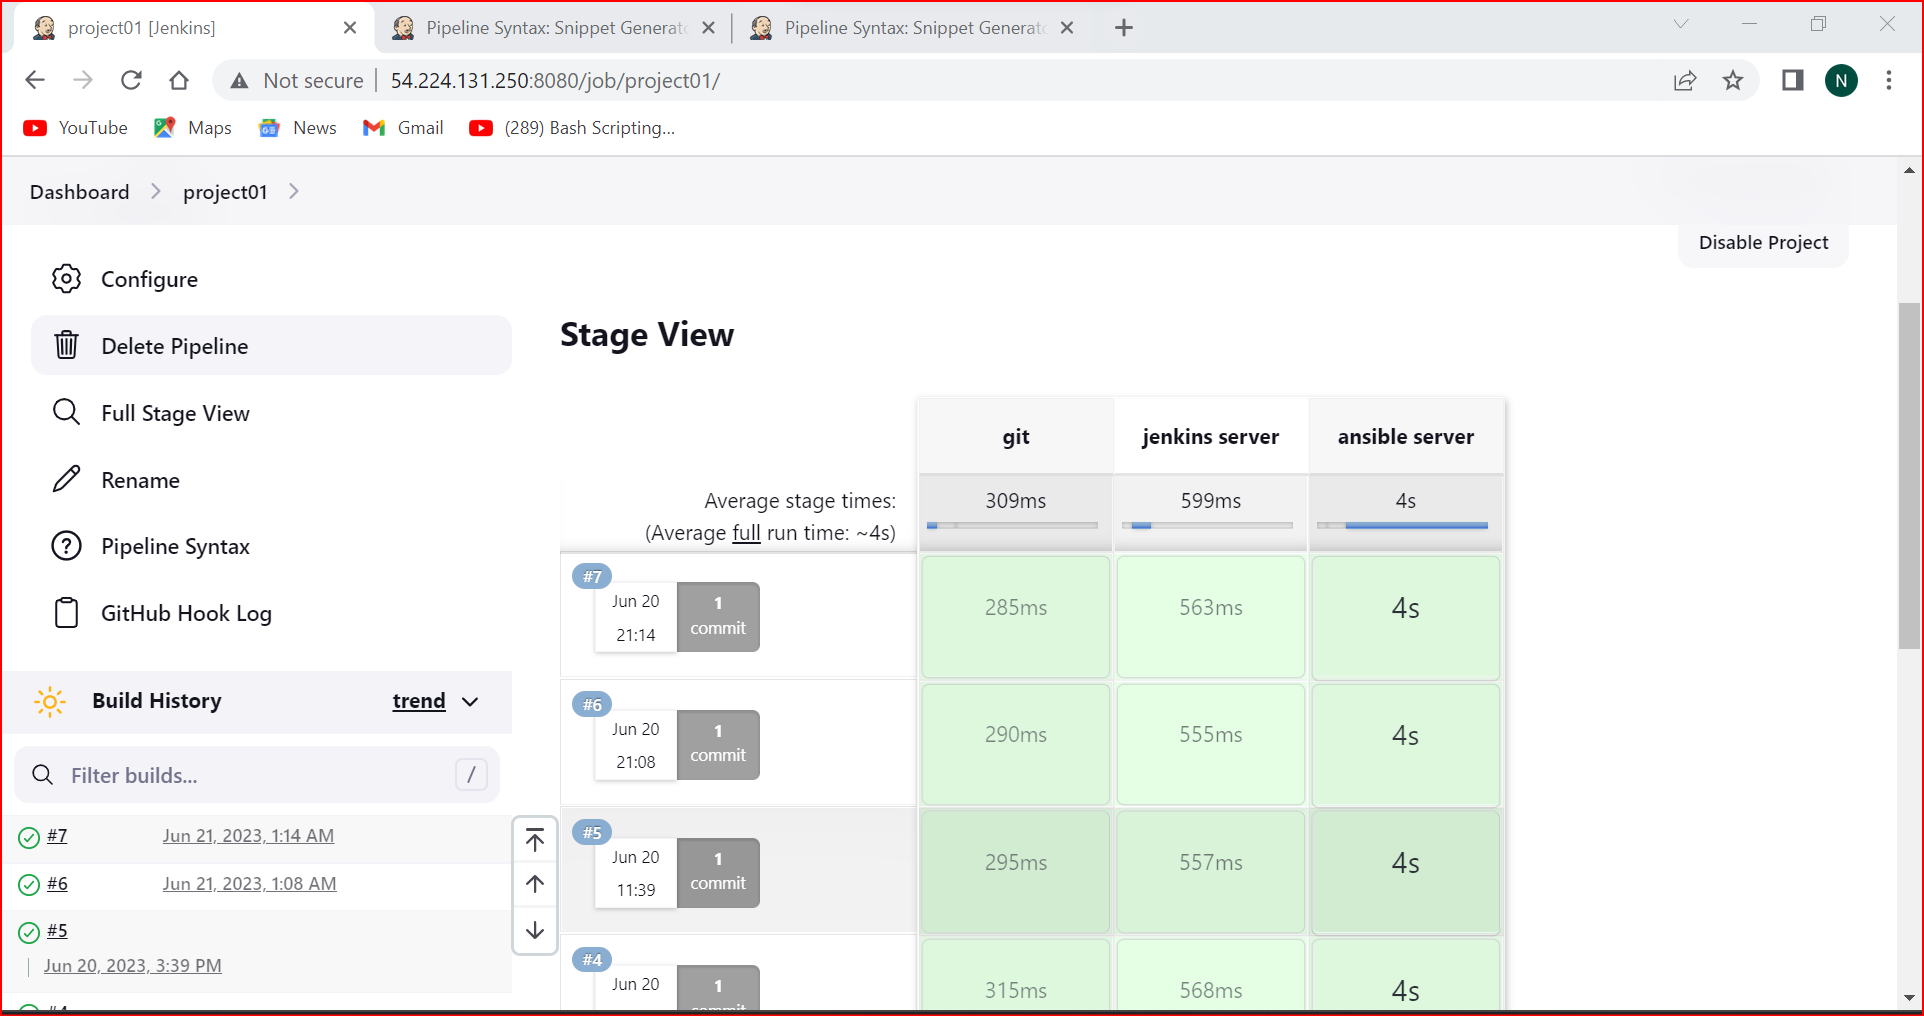 project01 [Jenkins]
Pipeline Syntax: Snippet Generato
Pipeline Syntax: Snippet Generato
Not secure
54.224.131.250:8080/job/project01/
N
YouTube
Maps
News
Gmail
(289) Bash Scripting...
Dashboard
project01
Disable Project
Configure
Delete Pipeline
Full Stage View
Rename
Pipeline Syntax
GitHub Hook Log
Build History
trend
Filter builds...
/
#7
Jun 21, 2023, 1:14 AM
#6
Jun 21, 2023, 1:08 AM
#5
Jun 20, 2023, 3:39 PM
#4
Stage View
git
jenkins server
ansible server
Average stage times:
(Average full run time: ~4s)
309ms
599ms
4s
#7
Jun 20
21:14
1
commit
285ms
563ms
4s
#6
Jun 20
21:08
1
commit
290ms
555ms
4s
#5
Jun 20
11:39
1
commit
295ms
557ms
4s
#4
Jun 20
1
commit
315ms
568ms
4s